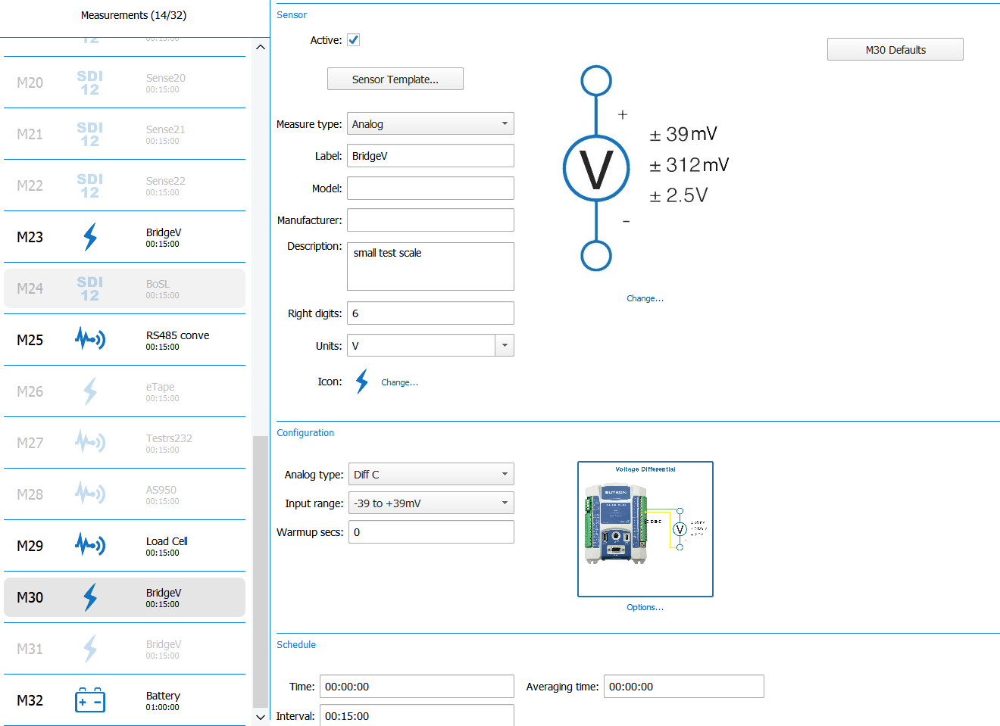 Measurements (14/32)
12
00:15:00
M20
SDI
12
Sense20
00:15:00
M21
SDI
12
Sense21
00:15:00
M22
SDI
12
Sense22
00:15:00
M23
BridgeV
00:15:00
M24
SDI
12
BoSL
00:15:00
M25
RS485 conve
00:15:00
M26
eTape
00:15:00
M27
Testrs232
00:15:00
M28
AS950
00:15:00
M29
Load Cell
00:15:00
M30
BridgeV
00:15:00
M31
BridgeV
00:15:00
M32
Battery
01:00:00
Sensor
Active:
M30 Defaults
Sensor Template...
Measure type: Analog
Label: BridgeV
Model:
Manufacturer:
Description: small test scale
Right digits: 6
Units: V
Icon: Change...
+
V
± 39mV
± 312mV
± 2.5V
-
Change...
Configuration
Analog type: Diff C
Input range: -39 to +39mV
Warmup secs: 0
Voltage Differential
SUTRON
V
Options...
Schedule
Time: 00:00:00
Averaging time: 00:00:00
Interval: 00:15:00